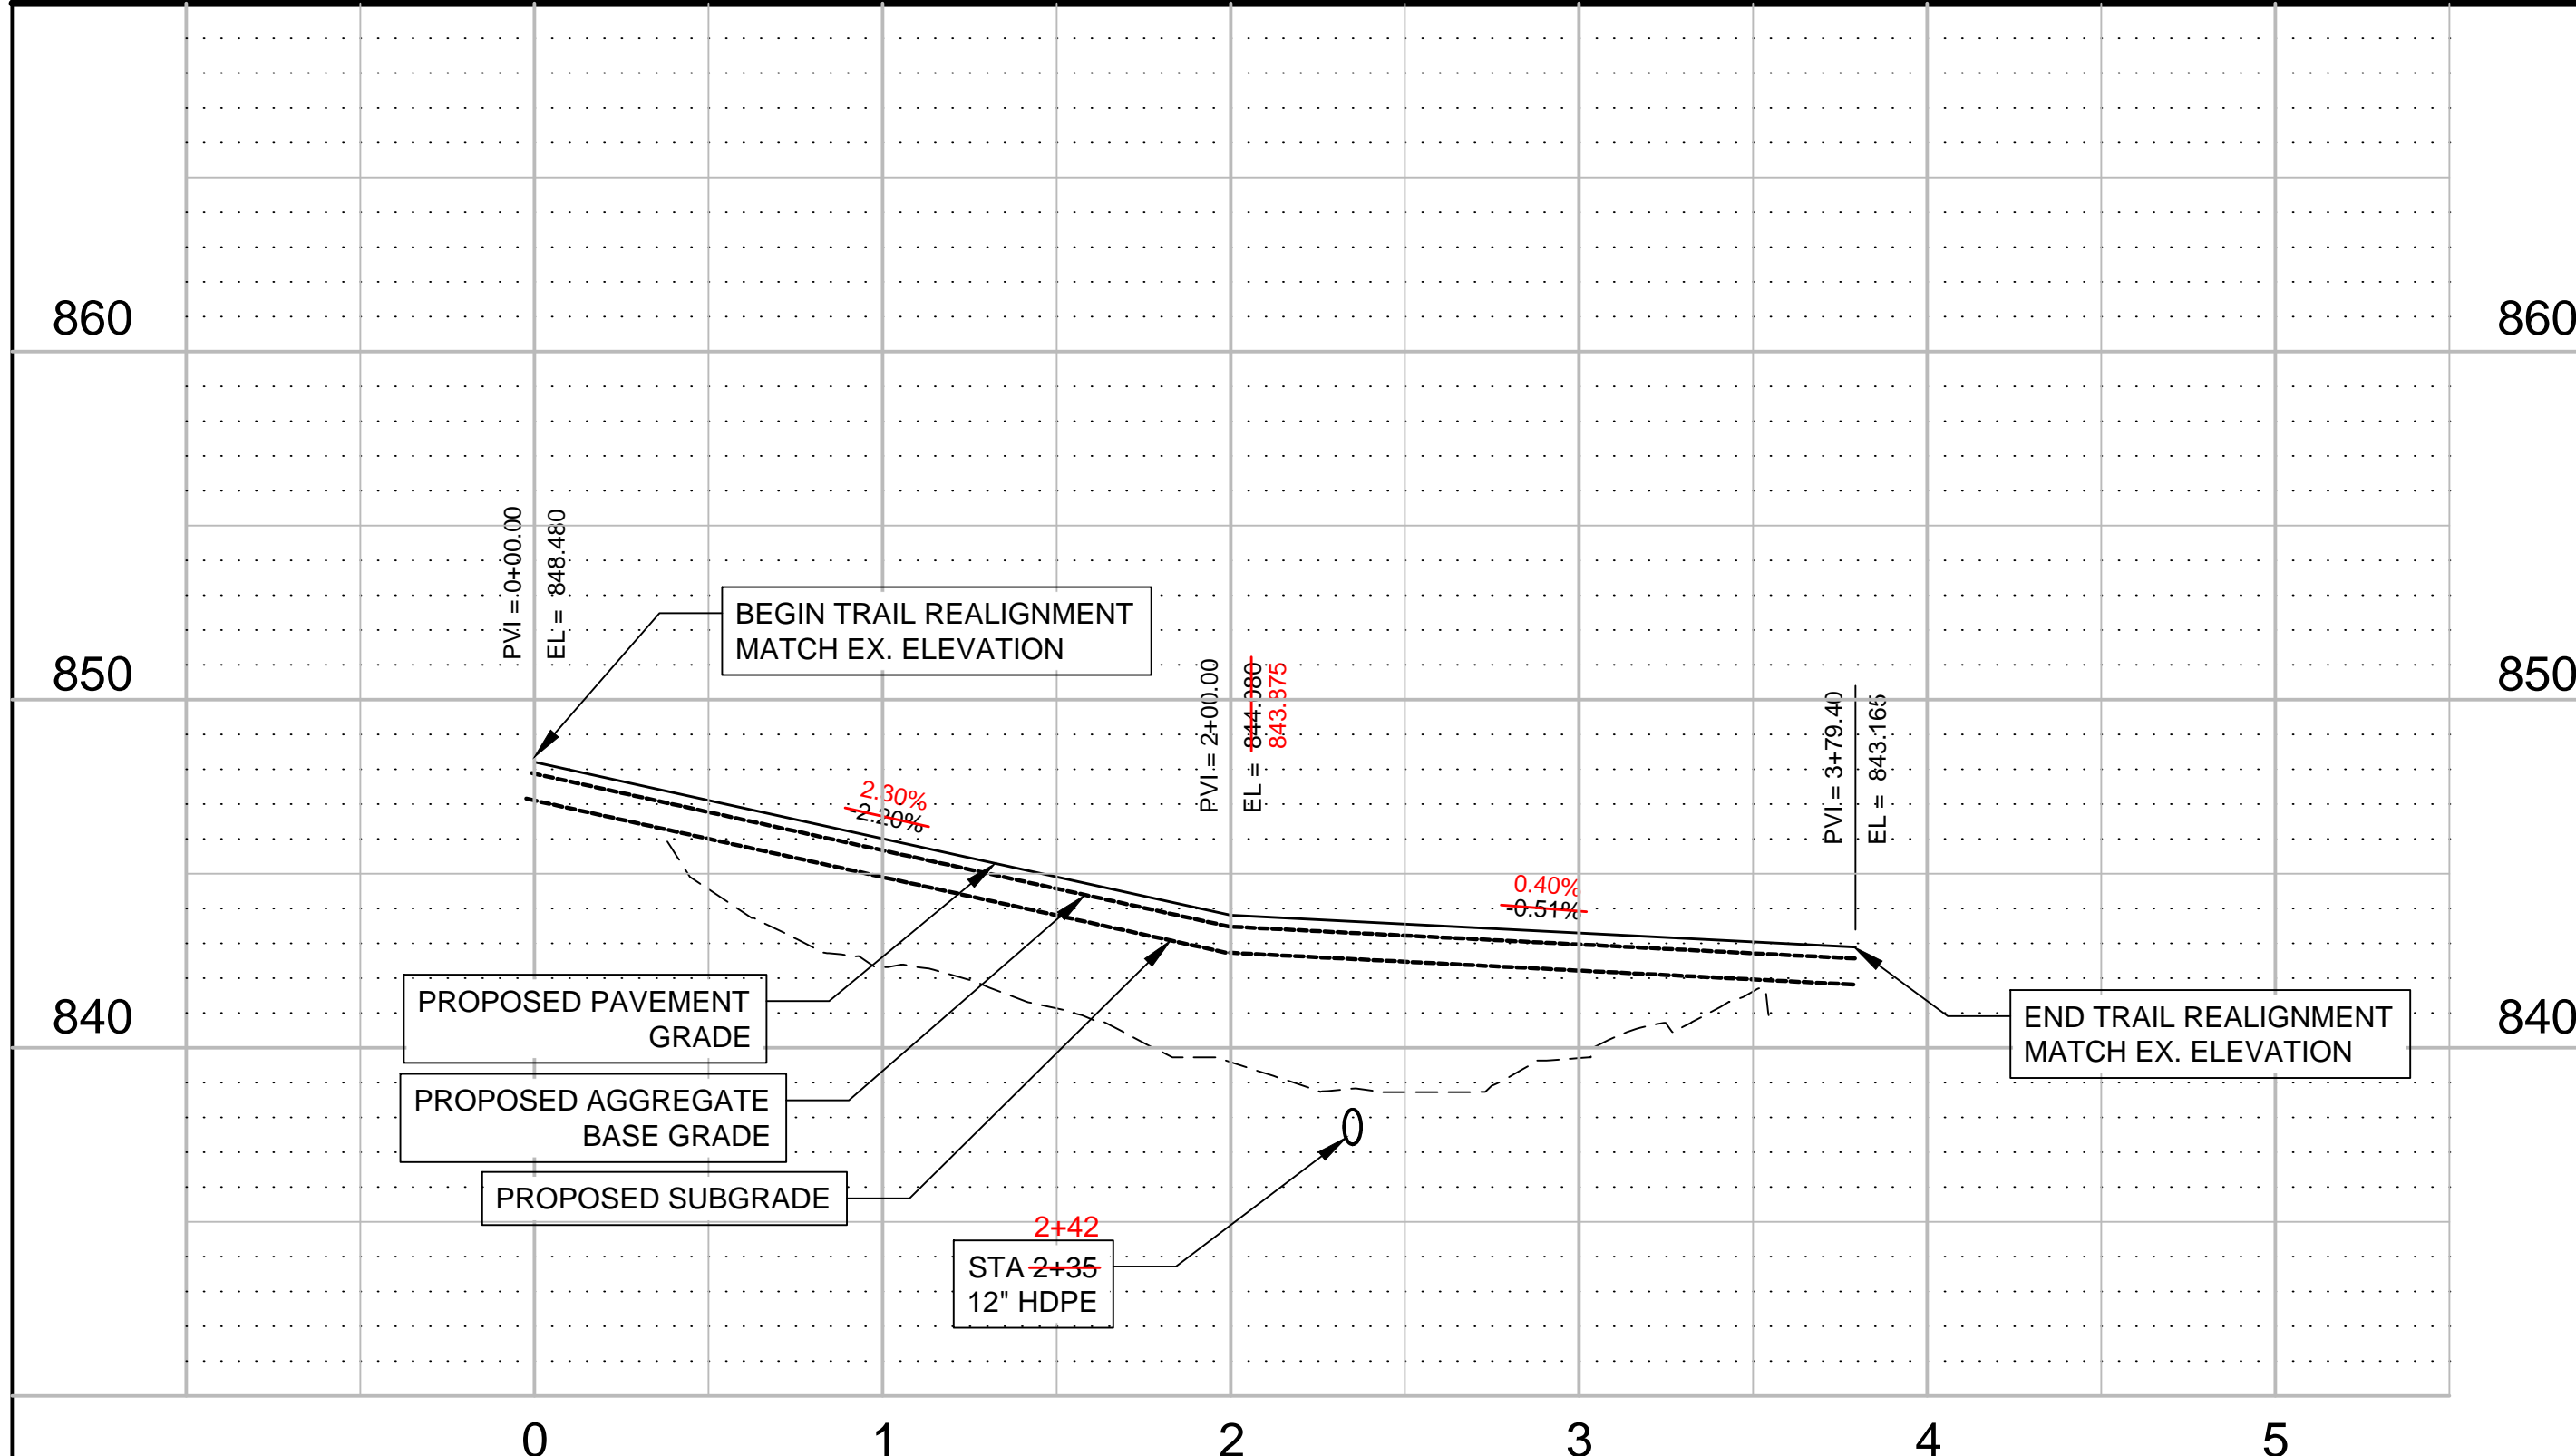 860
860
PVI = 0+00.00
EL = 848.480
BEGIN TRAIL REALIGNMENT
MATCH EX. ELEVATION
850
850
PVI = 2+00.00
EL = 844.080
843.875
PVI = 3+79.40
EL = 843.165
2.30%
-2.20%
0.40%
-0.51%
PROPOSED PAVEMENT
GRADE
840
840
END TRAIL REALIGNMENT
MATCH EX. ELEVATION
PROPOSED AGGREGATE
BASE GRADE
PROPOSED SUBGRADE
2+42
STA 2+35
12" HDPE
0 1 2 3 4 5